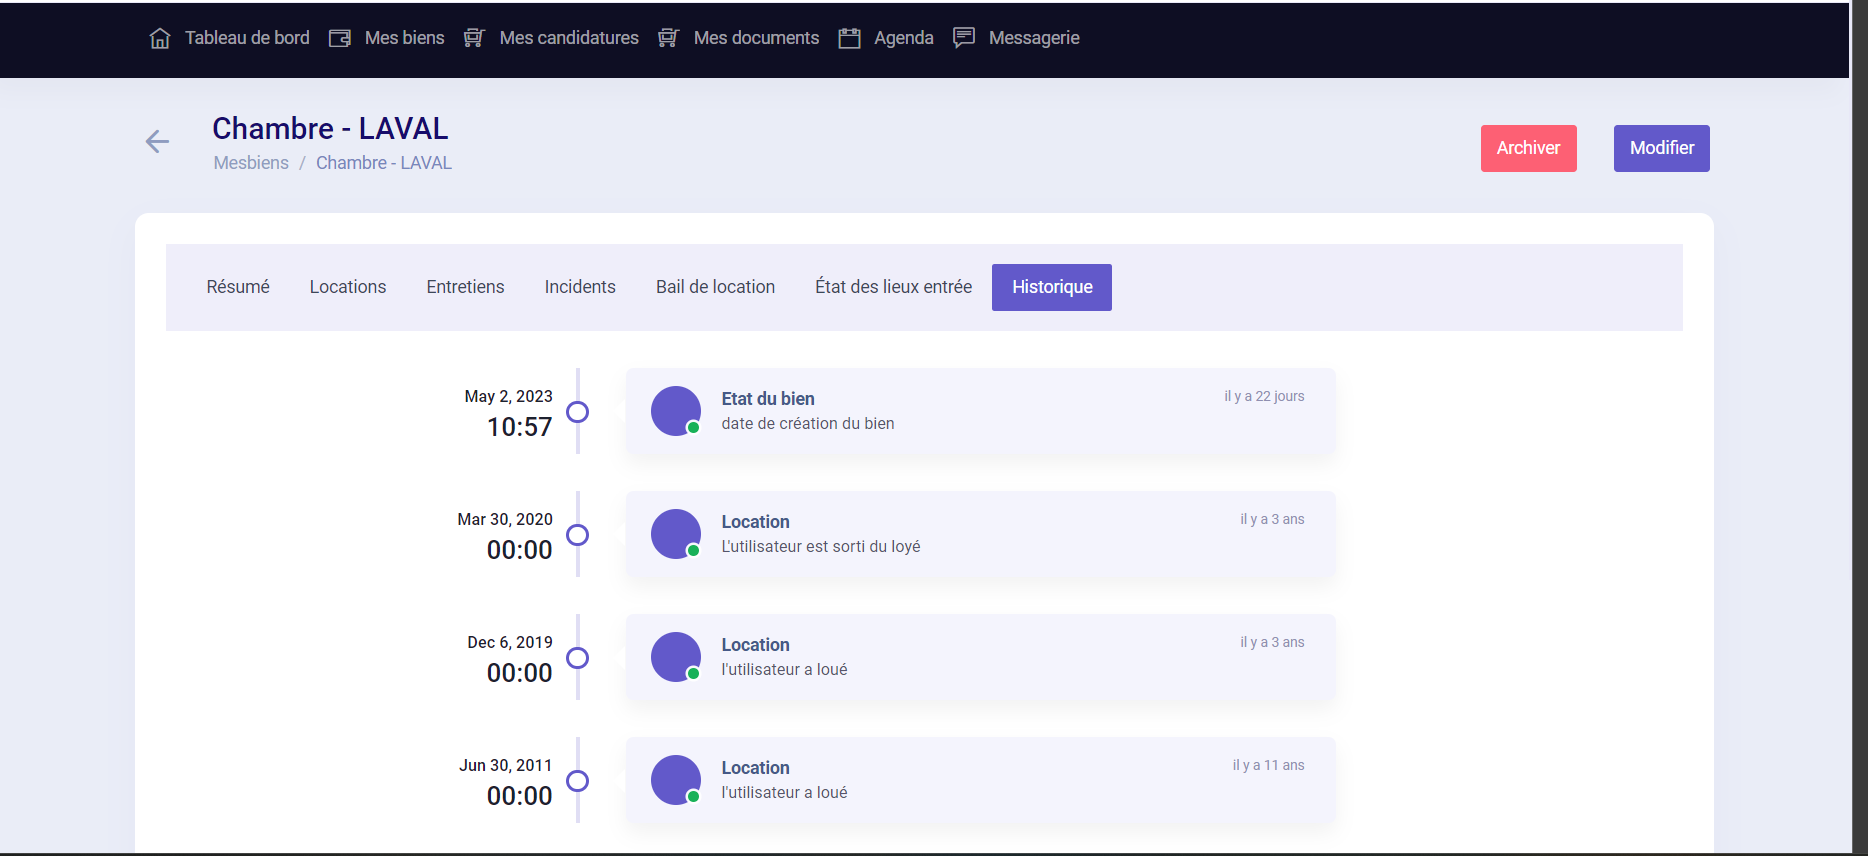 Tableau de bord Mes biens Mes candidatures Mes documents Agenda Messagerie
Chambre - LAVAL
Mesbiens / Chambre - LAVAL
Archiver Modifier
Résumé Locations Entretiens Incidents Bail de location État des lieux entrée Historique
May 2, 2023
10:57
Etat du bien
date de création du bien
il y a 22 jours
Mar 30, 2020
00:00
Location
L'utilisateur est sorti du loyé
il y a 3 ans
Dec 6, 2019
00:00
Location
l'utilisateur a loué
il y a 3 ans
Jun 30, 2011
00:00
Location
l'utilisateur a loué
il y a 11 ans